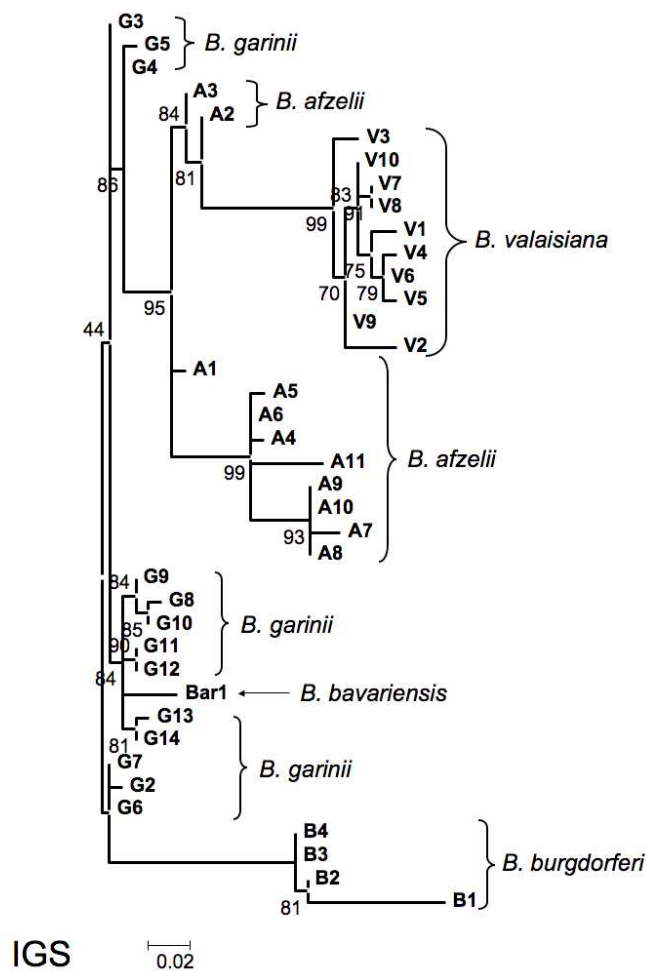 G3
G5
B. garinii
G4
A3
84
A2
B. afzelii
V3
V10
86
81
83
V7
91
V8
99
V1
B. valaisiana
V4
75
V6
95
70
79
V5
V9
44
V2
A1
A5
A6
A4
A11
B. afzelii
99
A9
A10
A7
93
A8
84
G9
G8
85
G10
B. garinii
90
G11
G12
84
Bar1
B. bavariensis
G13
81
G14
G7
B. garinii
G2
G6
B4
B3
B. burgdorferi
B2
81
B1
IGS
0.02